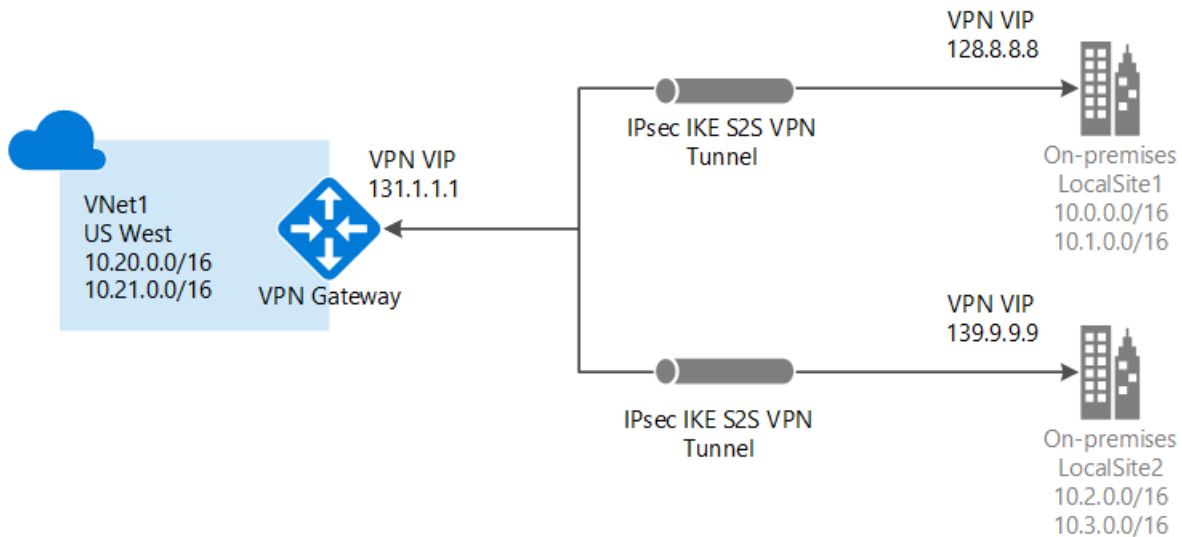 VPN VIP
128.8.8.8
IPsec IKE S2S VPN
Tunnel
On-premises
LocalSite1
10.0.0.0/16
10.1.0.0/16
VPN VIP
131.1.1.1
VNet1
US West
10.20.0.0/16
10.21.0.0/16
VPN Gateway
VPN VIP
139.9.9.9
IPsec IKE S2S VPN
Tunnel
On-premises
LocalSite2
10.2.0.0/16
10.3.0.0/16